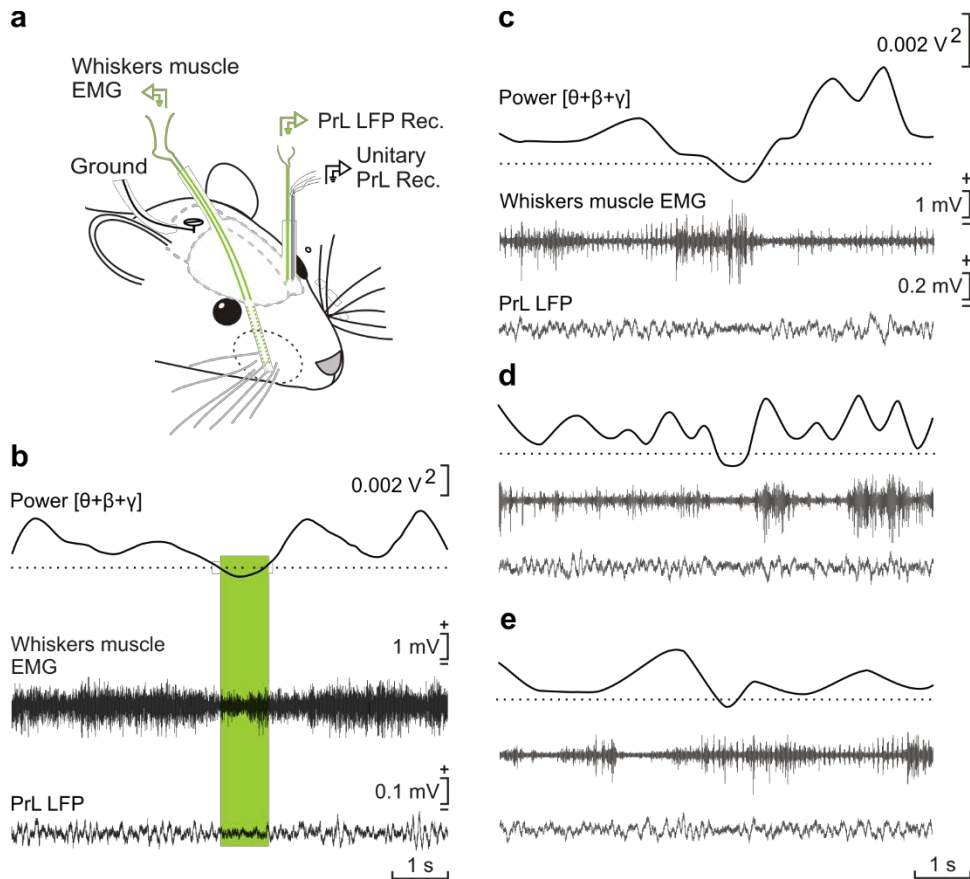 a
Whiskers muscle
EMG
PrL LFP Rec.
Ground
Unitary
PrL Rec.
b
Power [θ+β+γ]
0.002 V²
Whiskers muscle
EMG
+
1 mV
–
PrL LFP
+
0.1 mV
–
1 s
c
0.002 V²
Power [θ+β+γ]
Whiskers muscle EMG
+
1 mV
–
PrL LFP
+
0.2 mV
–
d
e
1 s